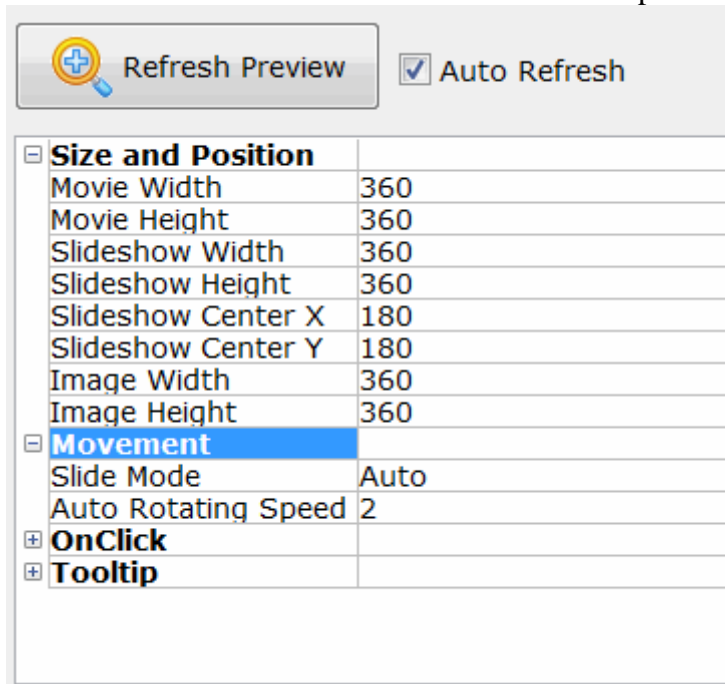 Refresh Preview Auto Refresh
Size and Position
Movie Width 360
Movie Height 360
Slideshow Width 360
Slideshow Height 360
Slideshow Center X 180
Slideshow Center Y 180
Image Width 360
Image Height 360
Movement
Slide Mode Auto
Auto Rotating Speed 2
OnClick
Tooltip